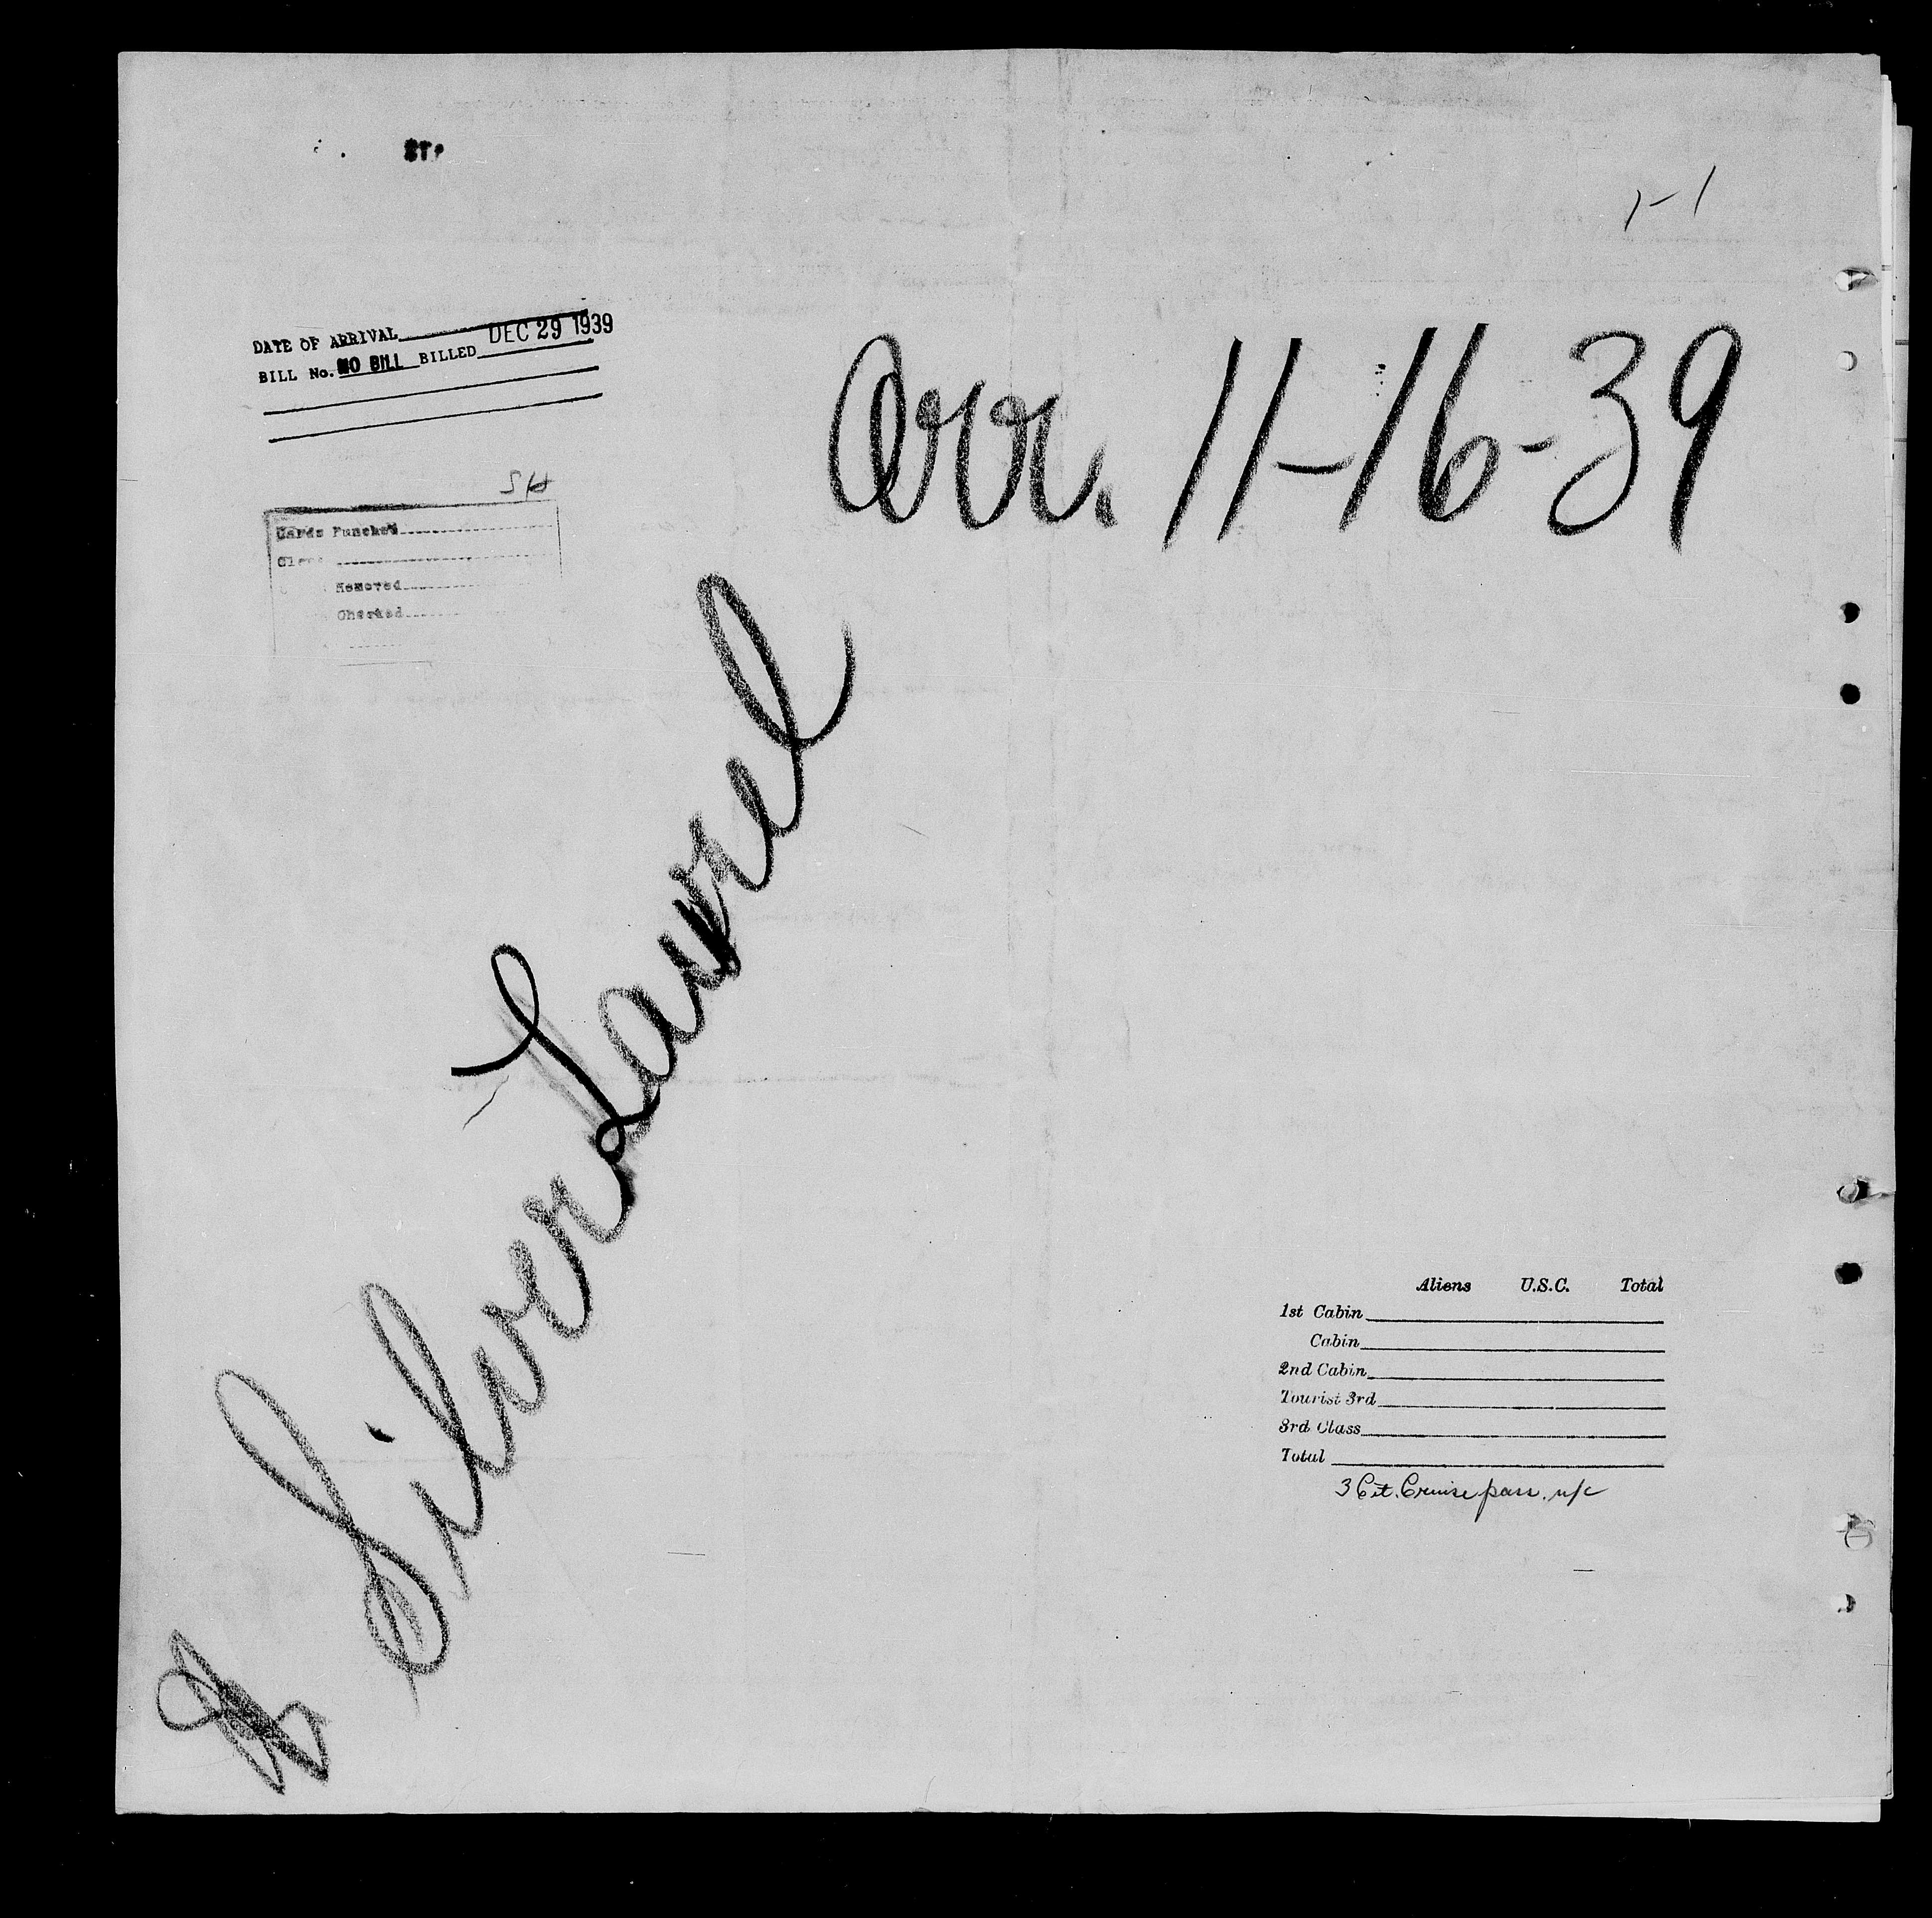 1-1
DATE OF ARRIVAL DEC 29 1939
BILL No. NO BILL BILLED
Arr. 11-16-39
SH
Cards Punched
Removed
Checked
Silver Laurel
Aliens U.S.C. Total
1st Cabin
Cabin
2nd Cabin
Tourist 3rd
3rd Class
Total
3 Cit. Cruise pass. n/c